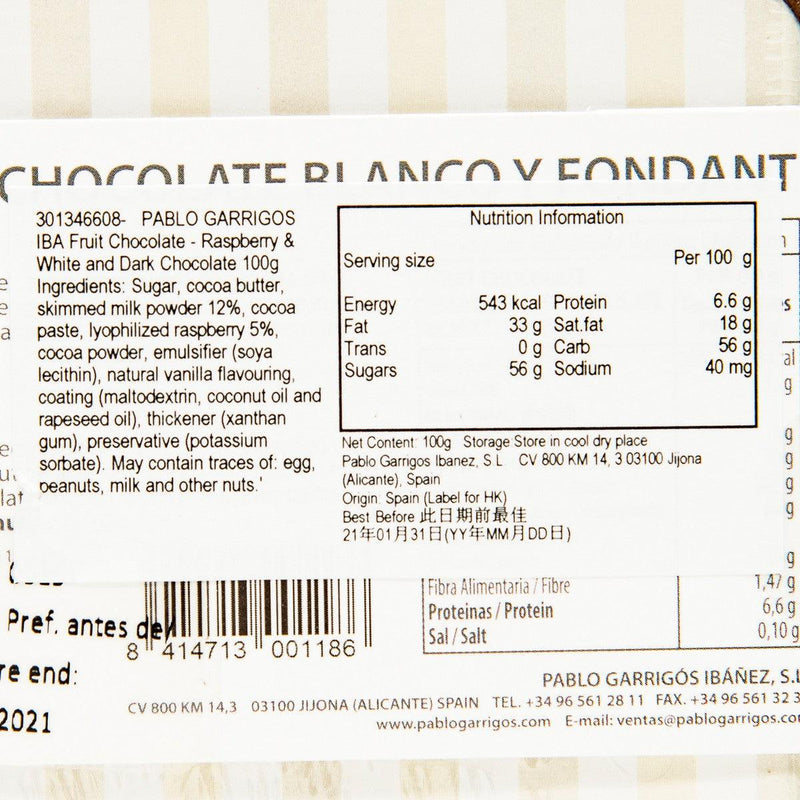 CHOCOLATE BLANCO Y FONDANT
301346608- PABLO GARRIGOS
IBA Fruit Chocolate - Raspberry &
White and Dark Chocolate 100g
Ingredients: Sugar, cocoa butter,
skimmed milk powder 12%, cocoa
paste, lyophilized raspberry 5%,
cocoa powder, emulsifier (soya
lecithin), natural vanilla flavouring,
coating (maltodextrin, coconut oil and
rapeseed oil), thickener (xanthan
gum), preservative (potassium
sorbate). May contain traces of: egg,
peanuts, milk and other nuts.'
Nutrition Information
Serving size Per 100 g
Energy 543 kcal Protein 6.6 g
Fat 33 g Sat.fat 18 g
Trans 0 g Carb 56 g
Sugars 56 g Sodium 40 mg
Net Content: 100g Storage Store in cool dry place
Pablo Garrigos Ibanez, S L CV 800 KM 14, 3 03100 Jijona
(Alicante), Spain
Origin: Spain (Label for HK)
Best Before 此日期前最佳
21年01月31日(YY年MM月DD日)
Pref. antes de/
re end:
2021
8 414713 001186
Fibra Alimentaria / Fibre 1,47 g
Proteinas / Protein 6,6 g
Sal / Salt 0,10 g
PABLO GARRIGÓS IBÁÑEZ, S.L
CV 800 KM 14,3 03100 JIJONA (ALICANTE) SPAIN TEL. +34 96 561 28 11 FAX. +34 96 561 32 3
www.pablogarrigos.com E-mail: ventas@pablogarrigos.co